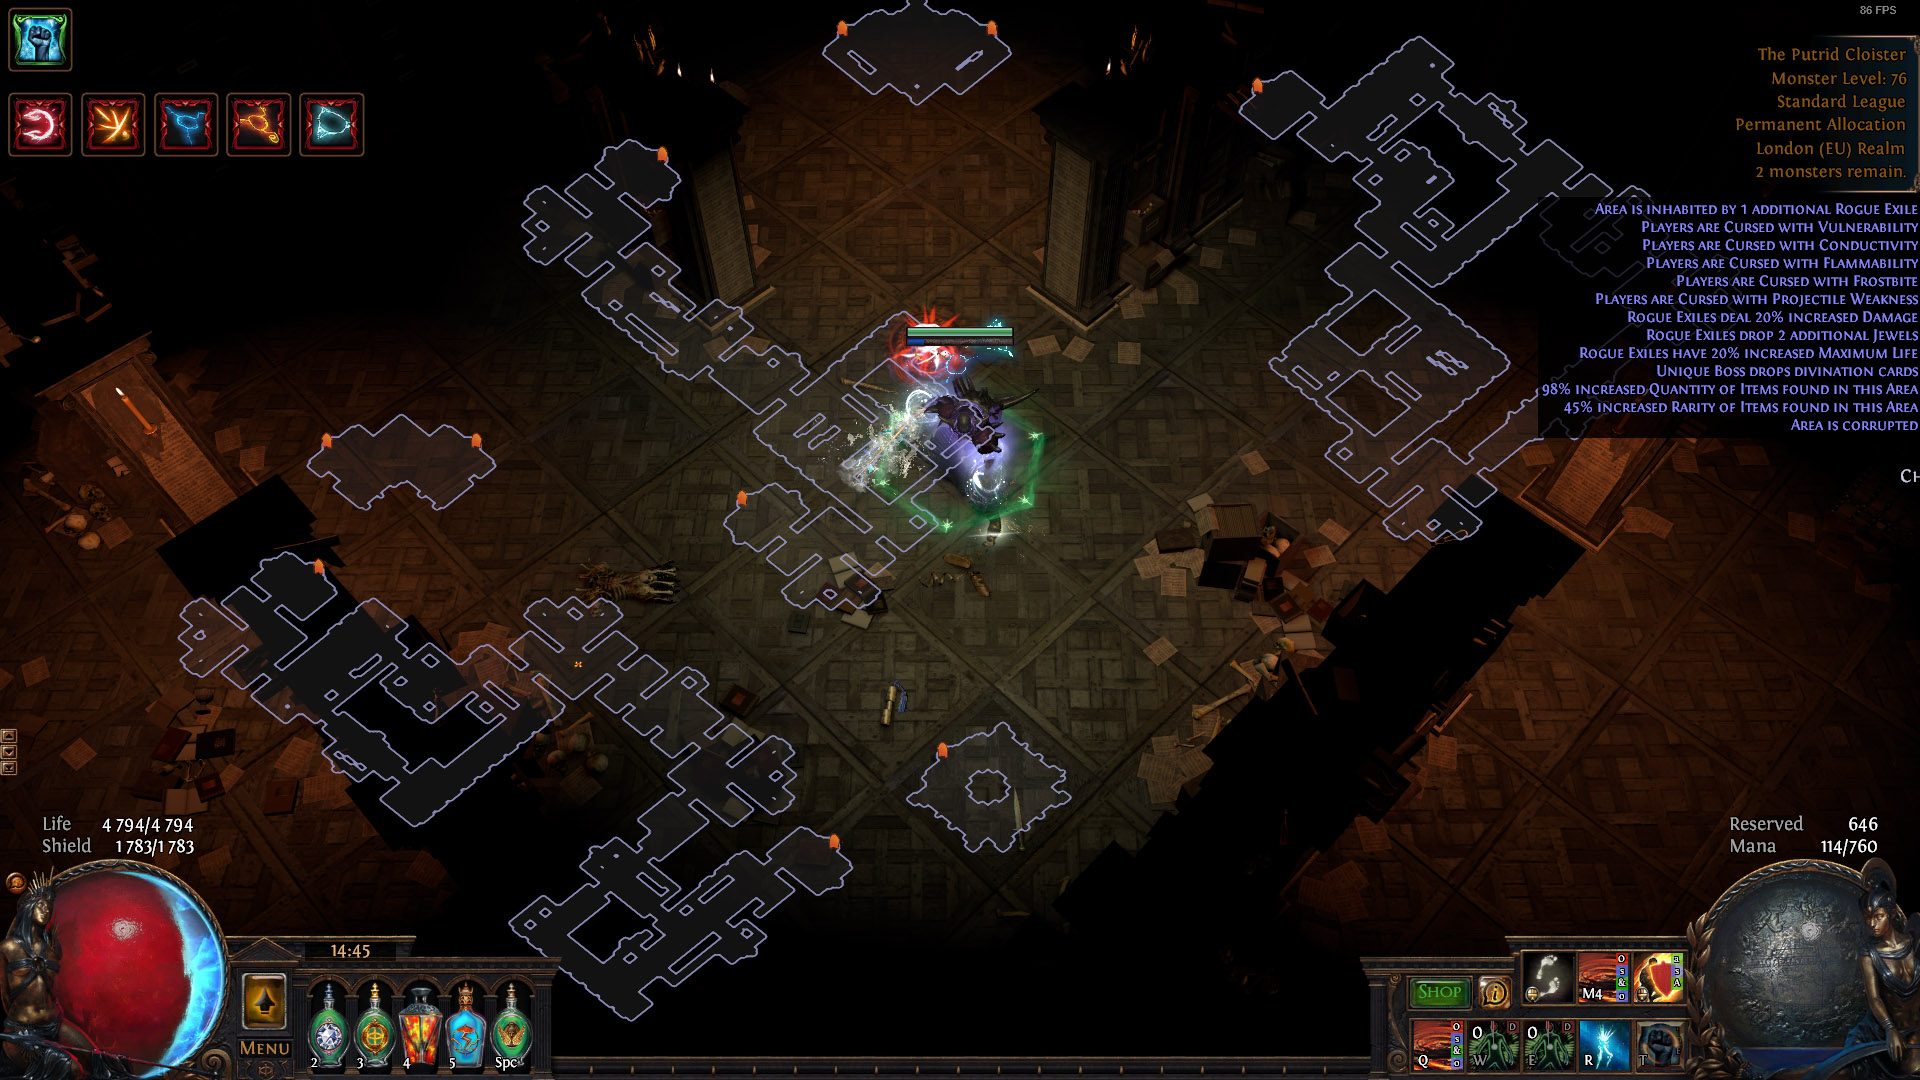 86 FPS
The Putrid Cloister
Monster Level: 76
Standard League
Permanent Allocation
London (EU) Realm
2 monsters remain.
Area is inhabited by 1 additional Rogue Exile
Players are Cursed with Vulnerability
Players are Cursed with Conductivity
Players are Cursed with Flammability
Players are Cursed with Frostbite
Players are Cursed with Projectile Weakness
Rogue Exiles deal 20% increased Damage
Rogue Exiles drop 2 additional Jewels
Rogue Exiles have 20% increased Maximum Life
Unique Boss drops divination cards
98% increased Quantity of Items found in this Area
45% increased Rarity of Items found in this Area
Area is corrupted
Ch
Life 4 794/4 794
Shield 1 783/1 783
Reserved 646
Mana 114/760
14:45
Menu
2 3 4 5 Spc
Shop
M4
O
s
&
o
a
s
A
Q
O
s
&
o
O D
W
O D
E
R
T